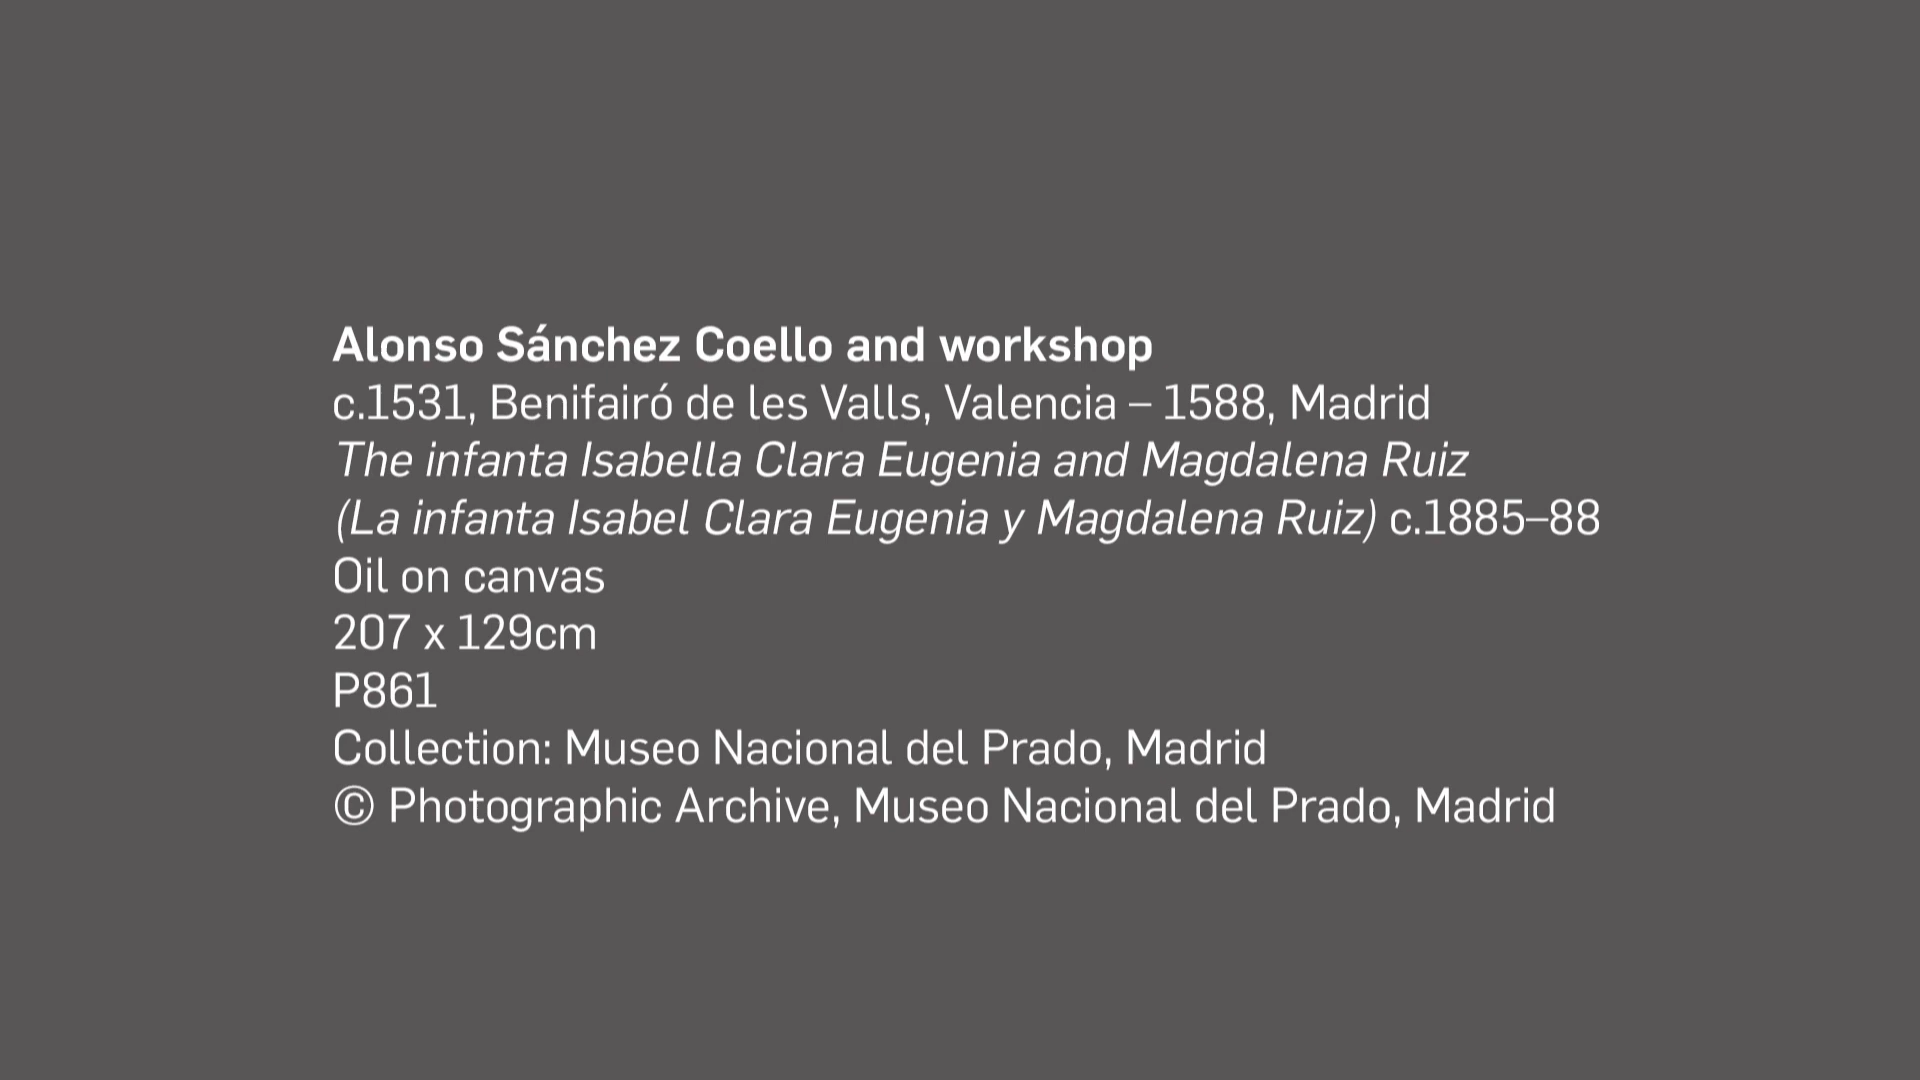 Alonso Sánchez Coello and workshop
c.1531, Benifairó de les Valls, Valencia – 1588, Madrid
The infanta Isabella Clara Eugenia and Magdalena Ruiz
(La infanta Isabel Clara Eugenia y Magdalena Ruiz) c.1885–88
Oil on canvas
207 x 129cm
P861
Collection: Museo Nacional del Prado, Madrid
© Photographic Archive, Museo Nacional del Prado, Madrid